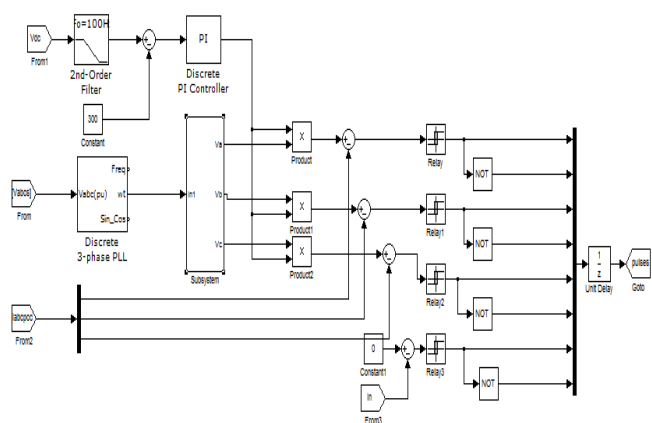 Fo=100H
Vdc
From1
2nd-Order
Filter
PI
Discrete
PI Controller
300
Constant
Va
Vb
Vc
In1
Subsystem
X
Product
X
Product1
X
Product2
Relay
NOT
Relay1
NOT
Relay2
NOT
Relay3
NOT
[Vabcs]
From
Vabc(pu)
Freq
wt
Sin_Cos
Discrete
3-phase PLL
Iabcpcc
From2
0
Constant1
In
From3
1
z
Unit Delay
pulses
Goto